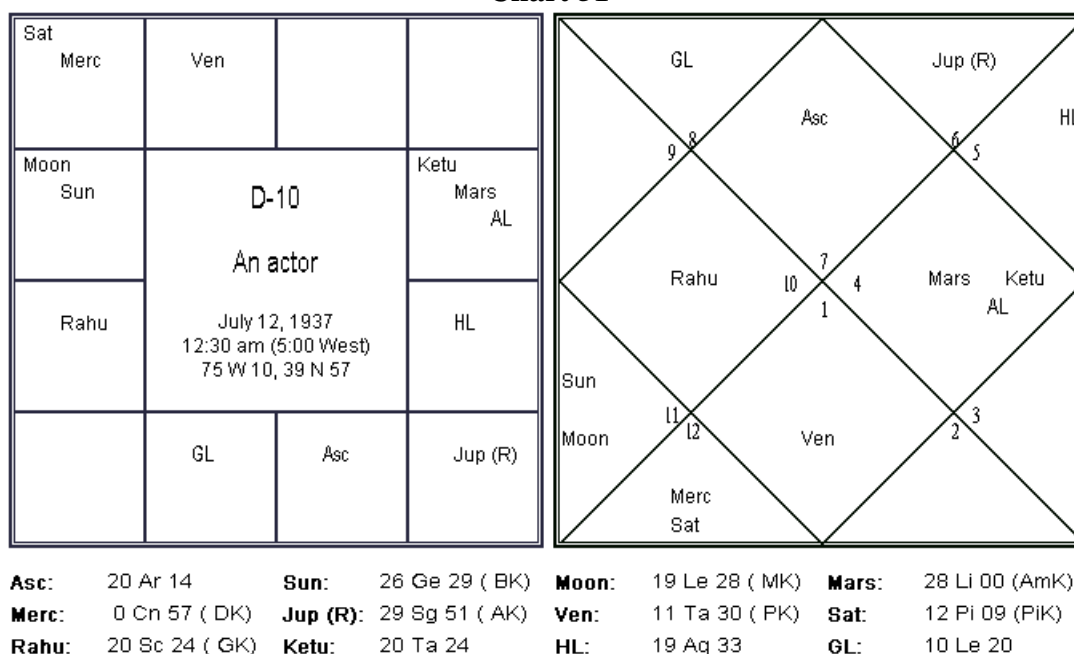 Sat
Merc
Ven
Moon
Sun
Ketu
Mars
AL
D-10
An actor
July 12, 1937
12:30 am (5:00 West)
75 W 10, 39 N 57
Rahu
HL
GL
Asc
Jup (R)
GL
Jup (R)
Asc
HL
8
9
6
5
Rahu
7
10
4
1
Mars Ketu
AL
Sun
Moon
11
12
3
2
Ven
Merc
Sat
Asc: 20 Ar 14 Sun: 26 Ge 29 ( BK) Moon: 19 Le 28 ( MK) Mars: 28 Li 00 (AmK)
Merc: 0 Cn 57 ( DK) Jup (R): 29 Sg 51 ( AK) Ven: 11 Ta 30 ( PK) Sat: 12 Pi 09 (PiK)
Rahu: 20 Sc 24 ( GK) Ketu: 20 Ta 24 HL: 19 Aq 33 GL: 10 Le 20